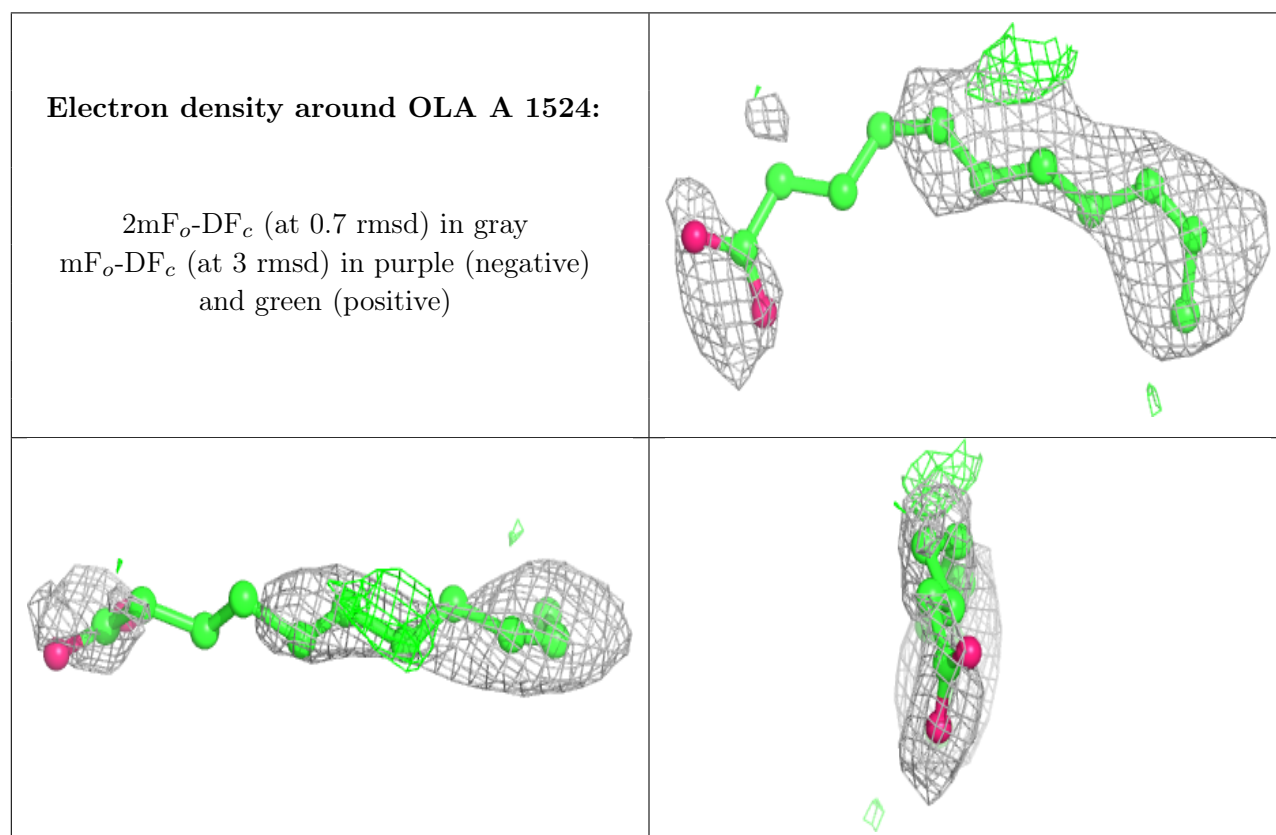 Electron density around OLA A 1524:
2mFₒ-DF𝒸 (at 0.7 rmsd) in gray
mFₒ-DF𝒸 (at 3 rmsd) in purple (negative)
and green (positive)